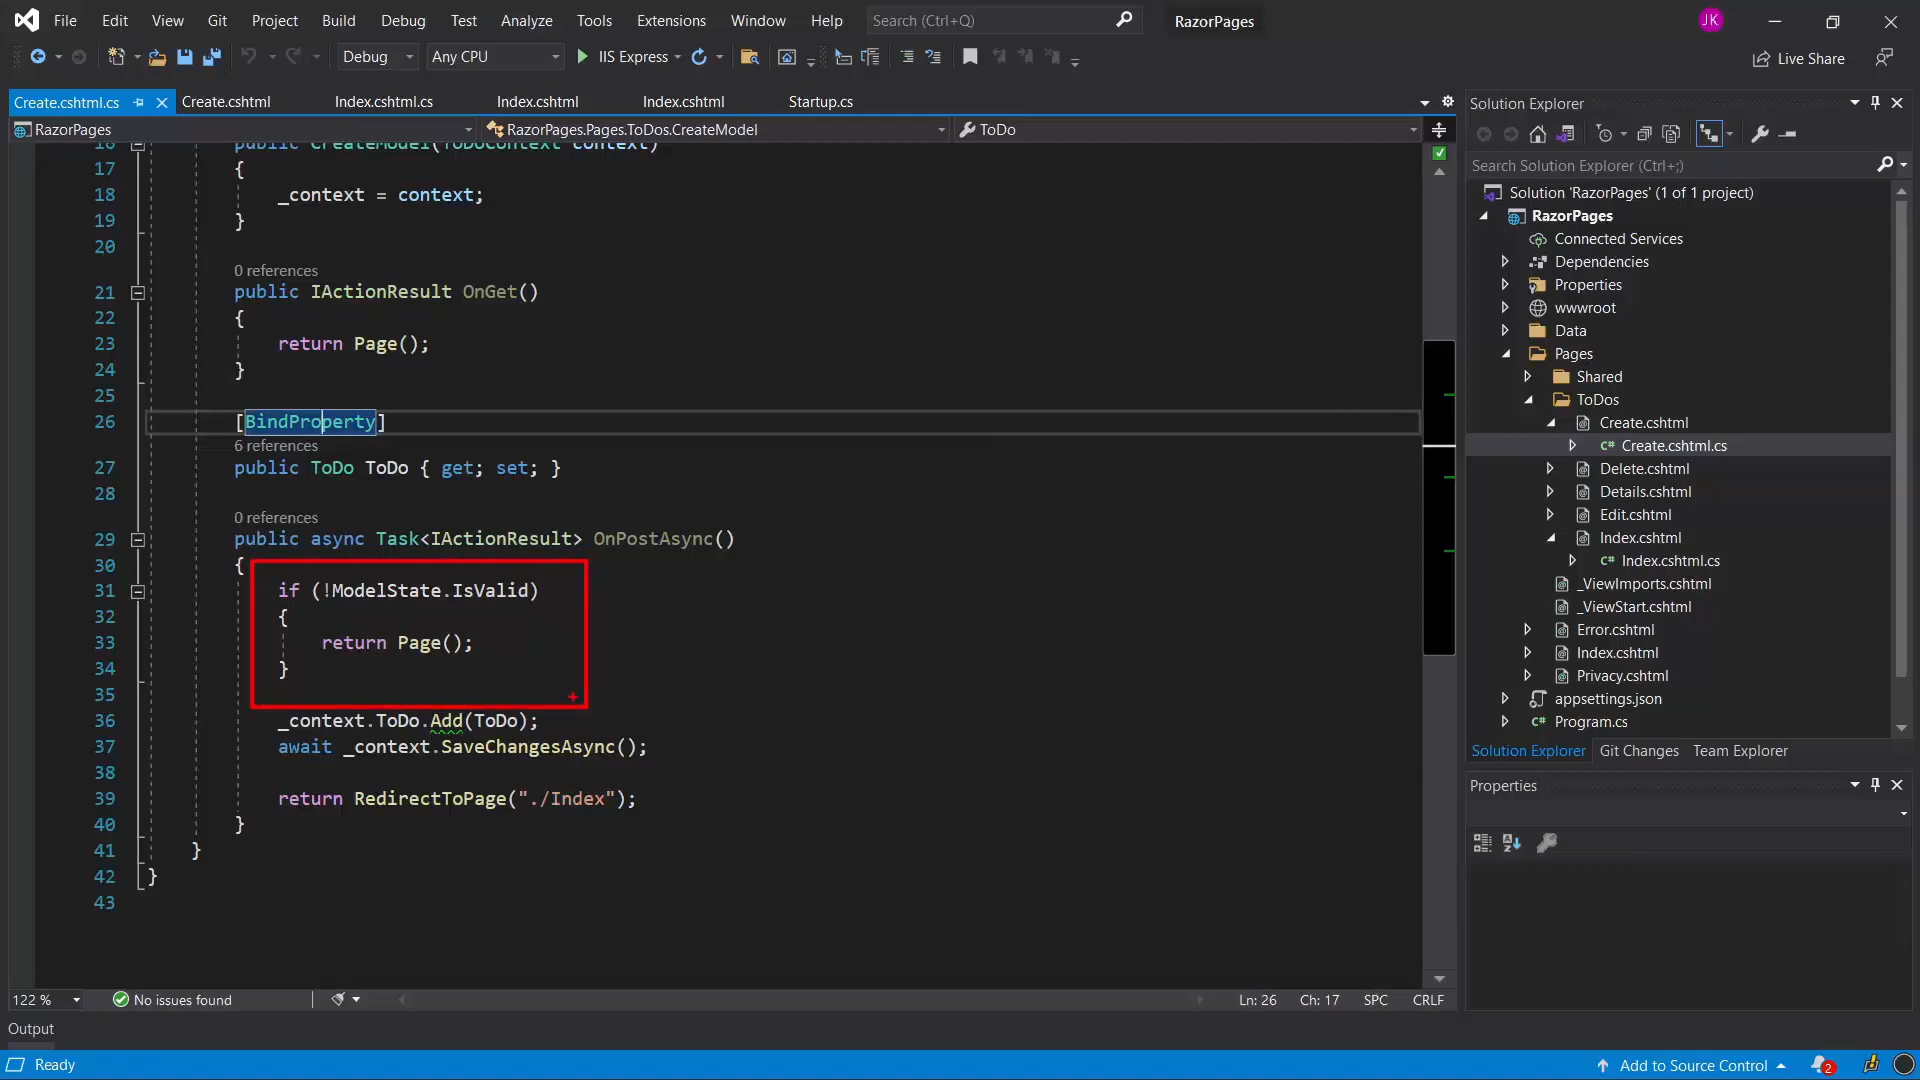 File Edit View Git Project Build Debug Test Analyze Tools Extensions Window Help Search (Ctrl+Q) RazorPages JK
Debug Any CPU IIS Express Live Share
Create.cshtml.cs Create.cshtml Index.cshtml.cs Index.cshtml Index.cshtml Startup.cs
RazorPages RazorPages.Pages.ToDos.CreateModel ToDo
16 public CreateModel(ToDoContext context)
17 {
18 _context = context;
19 }
20
0 references
21 public IActionResult OnGet()
22 {
23 return Page();
24 }
25
26 [BindProperty]
6 references
27 public ToDo ToDo { get; set; }
28
0 references
29 public async Task<IActionResult> OnPostAsync()
30 {
31 if (!ModelState.IsValid)
32 {
33 return Page();
34 }
35
36 _context.ToDo.Add(ToDo);
37 await _context.SaveChangesAsync();
38
39 return RedirectToPage("./Index");
40 }
41 }
42 }
43
122 % No issues found Ln: 26 Ch: 17 SPC CRLF
Output
Ready
Solution Explorer
Search Solution Explorer (Ctrl+;)
Solution 'RazorPages' (1 of 1 project)
RazorPages
Connected Services
Dependencies
Properties
wwwroot
Data
Pages
Shared
ToDos
Create.cshtml
C# Create.cshtml.cs
Delete.cshtml
Details.cshtml
Edit.cshtml
Index.cshtml
C# Index.cshtml.cs
_ViewImports.cshtml
_ViewStart.cshtml
Error.cshtml
Index.cshtml
Privacy.cshtml
appsettings.json
C# Program.cs
Solution Explorer Git Changes Team Explorer
Properties
Add to Source Control 2